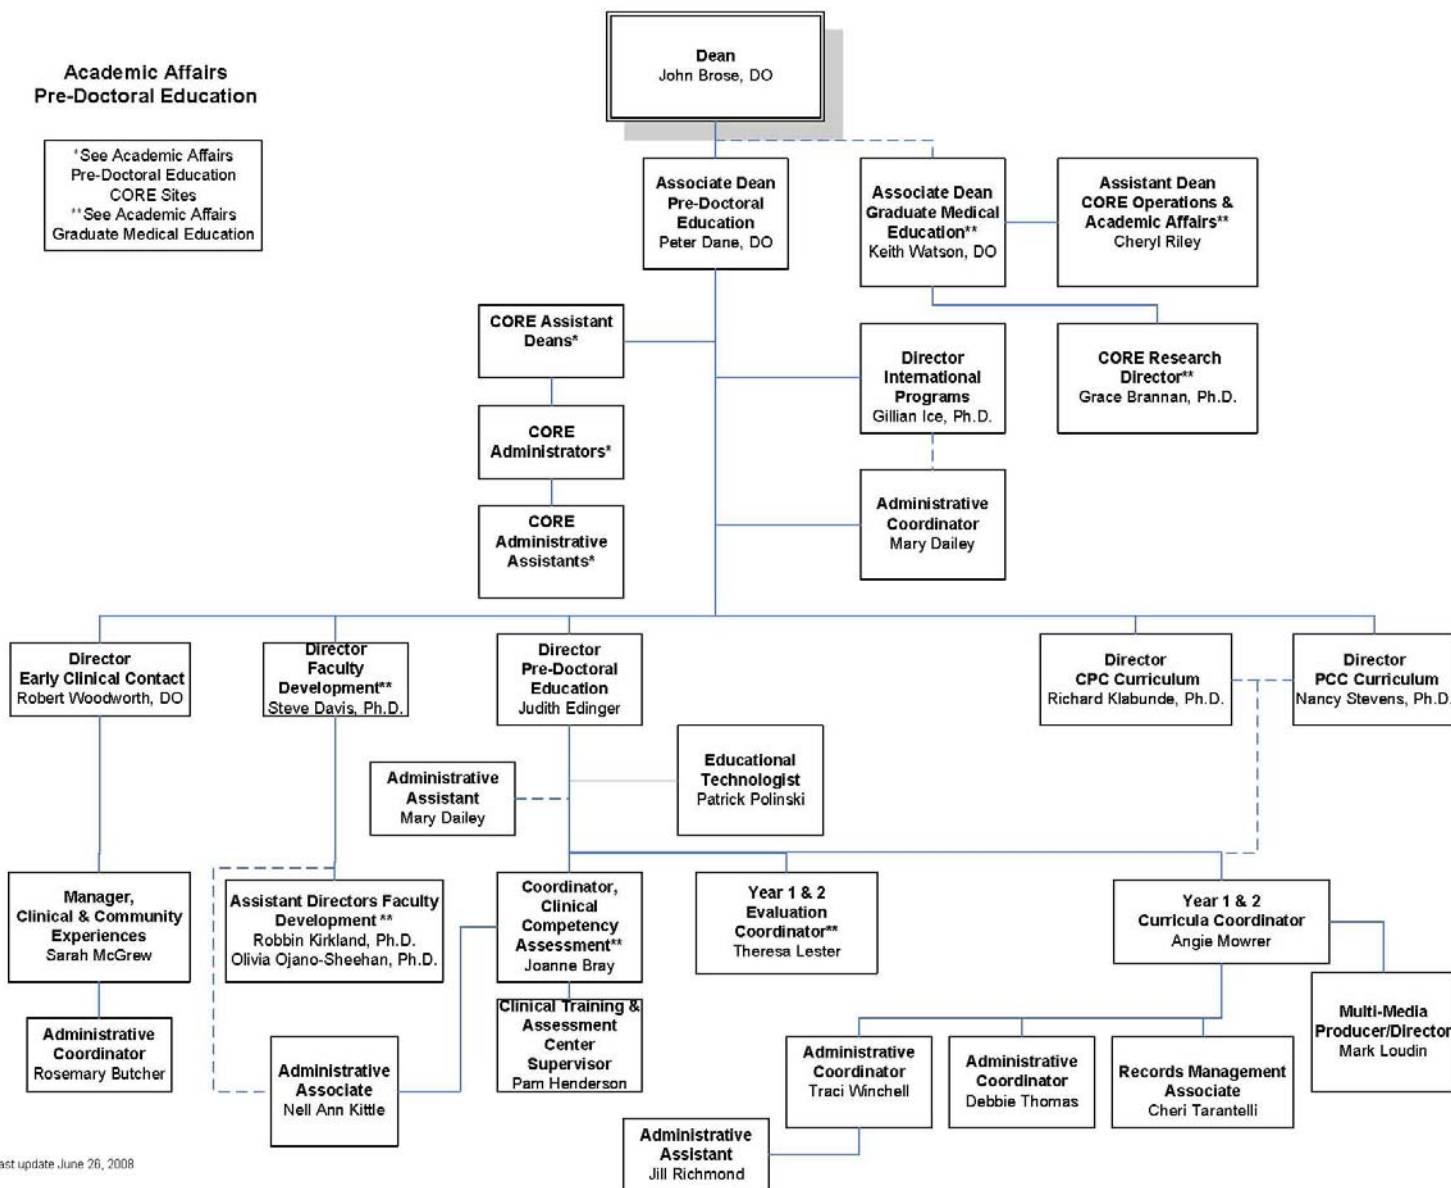 Academic Affairs
Pre-Doctoral Education
*See Academic Affairs
Pre-Doctoral Education
CORE Sites
**See Academic Affairs
Graduate Medical Education
Dean
John Brose, DO
Associate Dean
Pre-Doctoral
Education
Peter Dane, DO
Associate Dean
Graduate Medical
Education**
Keith Watson, DO
Assistant Dean
CORE Operations &
Academic Affairs**
Cheryl Riley
CORE Assistant
Deans*
Director
International
Programs
Gillian Ice, Ph.D.
CORE Research
Director**
Grace Brannan, Ph.D.
CORE
Administrators*
Administrative
Coordinator
Mary Dailey
CORE
Administrative
Assistants*
Director
Early Clinical Contact
Robert Woodworth, DO
Director
Faculty
Development**
Steve Davis, Ph.D.
Director
Pre-Doctoral
Education
Judith Edinger
Director
CPC Curriculum
Richard Klabunde, Ph.D.
Director
PCC Curriculum
Nancy Stevens, Ph.D.
Administrative
Assistant
Mary Dailey
Educational
Technologist
Patrick Polinski
Manager,
Clinical & Community
Experiences
Sarah McGrew
Assistant Directors Faculty
Development **
Robbin Kirkland, Ph.D.
Olivia Ojano-Sheehan, Ph.D.
Coordinator,
Clinical
Competency
Assessment**
Joanne Bray
Year 1 & 2
Evaluation
Coordinator**
Theresa Lester
Year 1 & 2
Curricula Coordinator
Angie Mowrer
Administrative
Coordinator
Rosemary Butcher
Administrative
Associate
Nell Ann Kittle
Clinical Training &
Assessment
Center
Supervisor
Pam Henderson
Administrative
Coordinator
Traci Winchell
Administrative
Coordinator
Debbie Thomas
Records Management
Associate
Cheri Tarantelli
Multi-Media
Producer/Director
Mark Loudin
Administrative
Assistant
Jill Richmond
ast update June 26, 2008